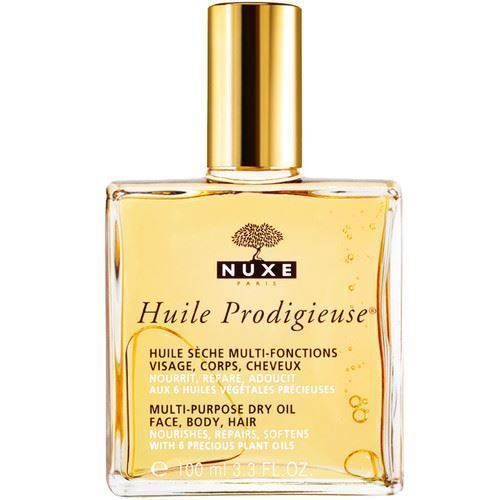 NUXE
PARIS
Huile Prodigieuse®
HUILE SÈCHE MULTI-FONCTIONS
VISAGE, CORPS, CHEVEUX
NOURRIT, RÉPARE, ADOUCIT
AUX 6 HUILES VÉGÉTALES PRÉCIEUSES
MULTI-PURPOSE DRY OIL
FACE, BODY, HAIR
NOURISHES, REPAIRS, SOFTENS
WITH 6 PRECIOUS PLANT OILS
℮ 100 ml 3.3 FL.OZ.